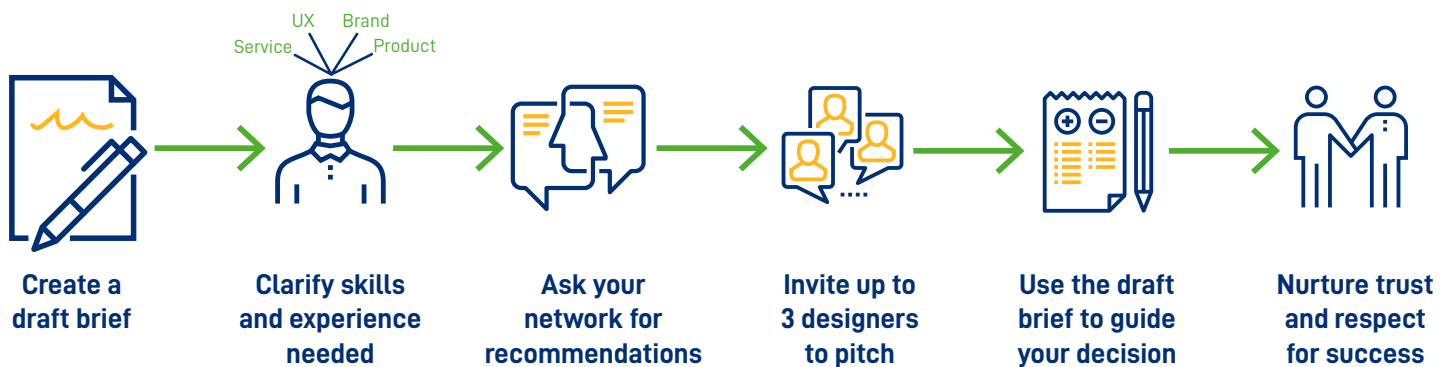 UX
Brand
Service
Product
Create a
draft brief
Clarify skills
and experience
needed
Ask your
network for
recommendations
Invite up to
3 designers
to pitch
Use the draft
brief to guide
your decision
Nurture trust
and respect
for success